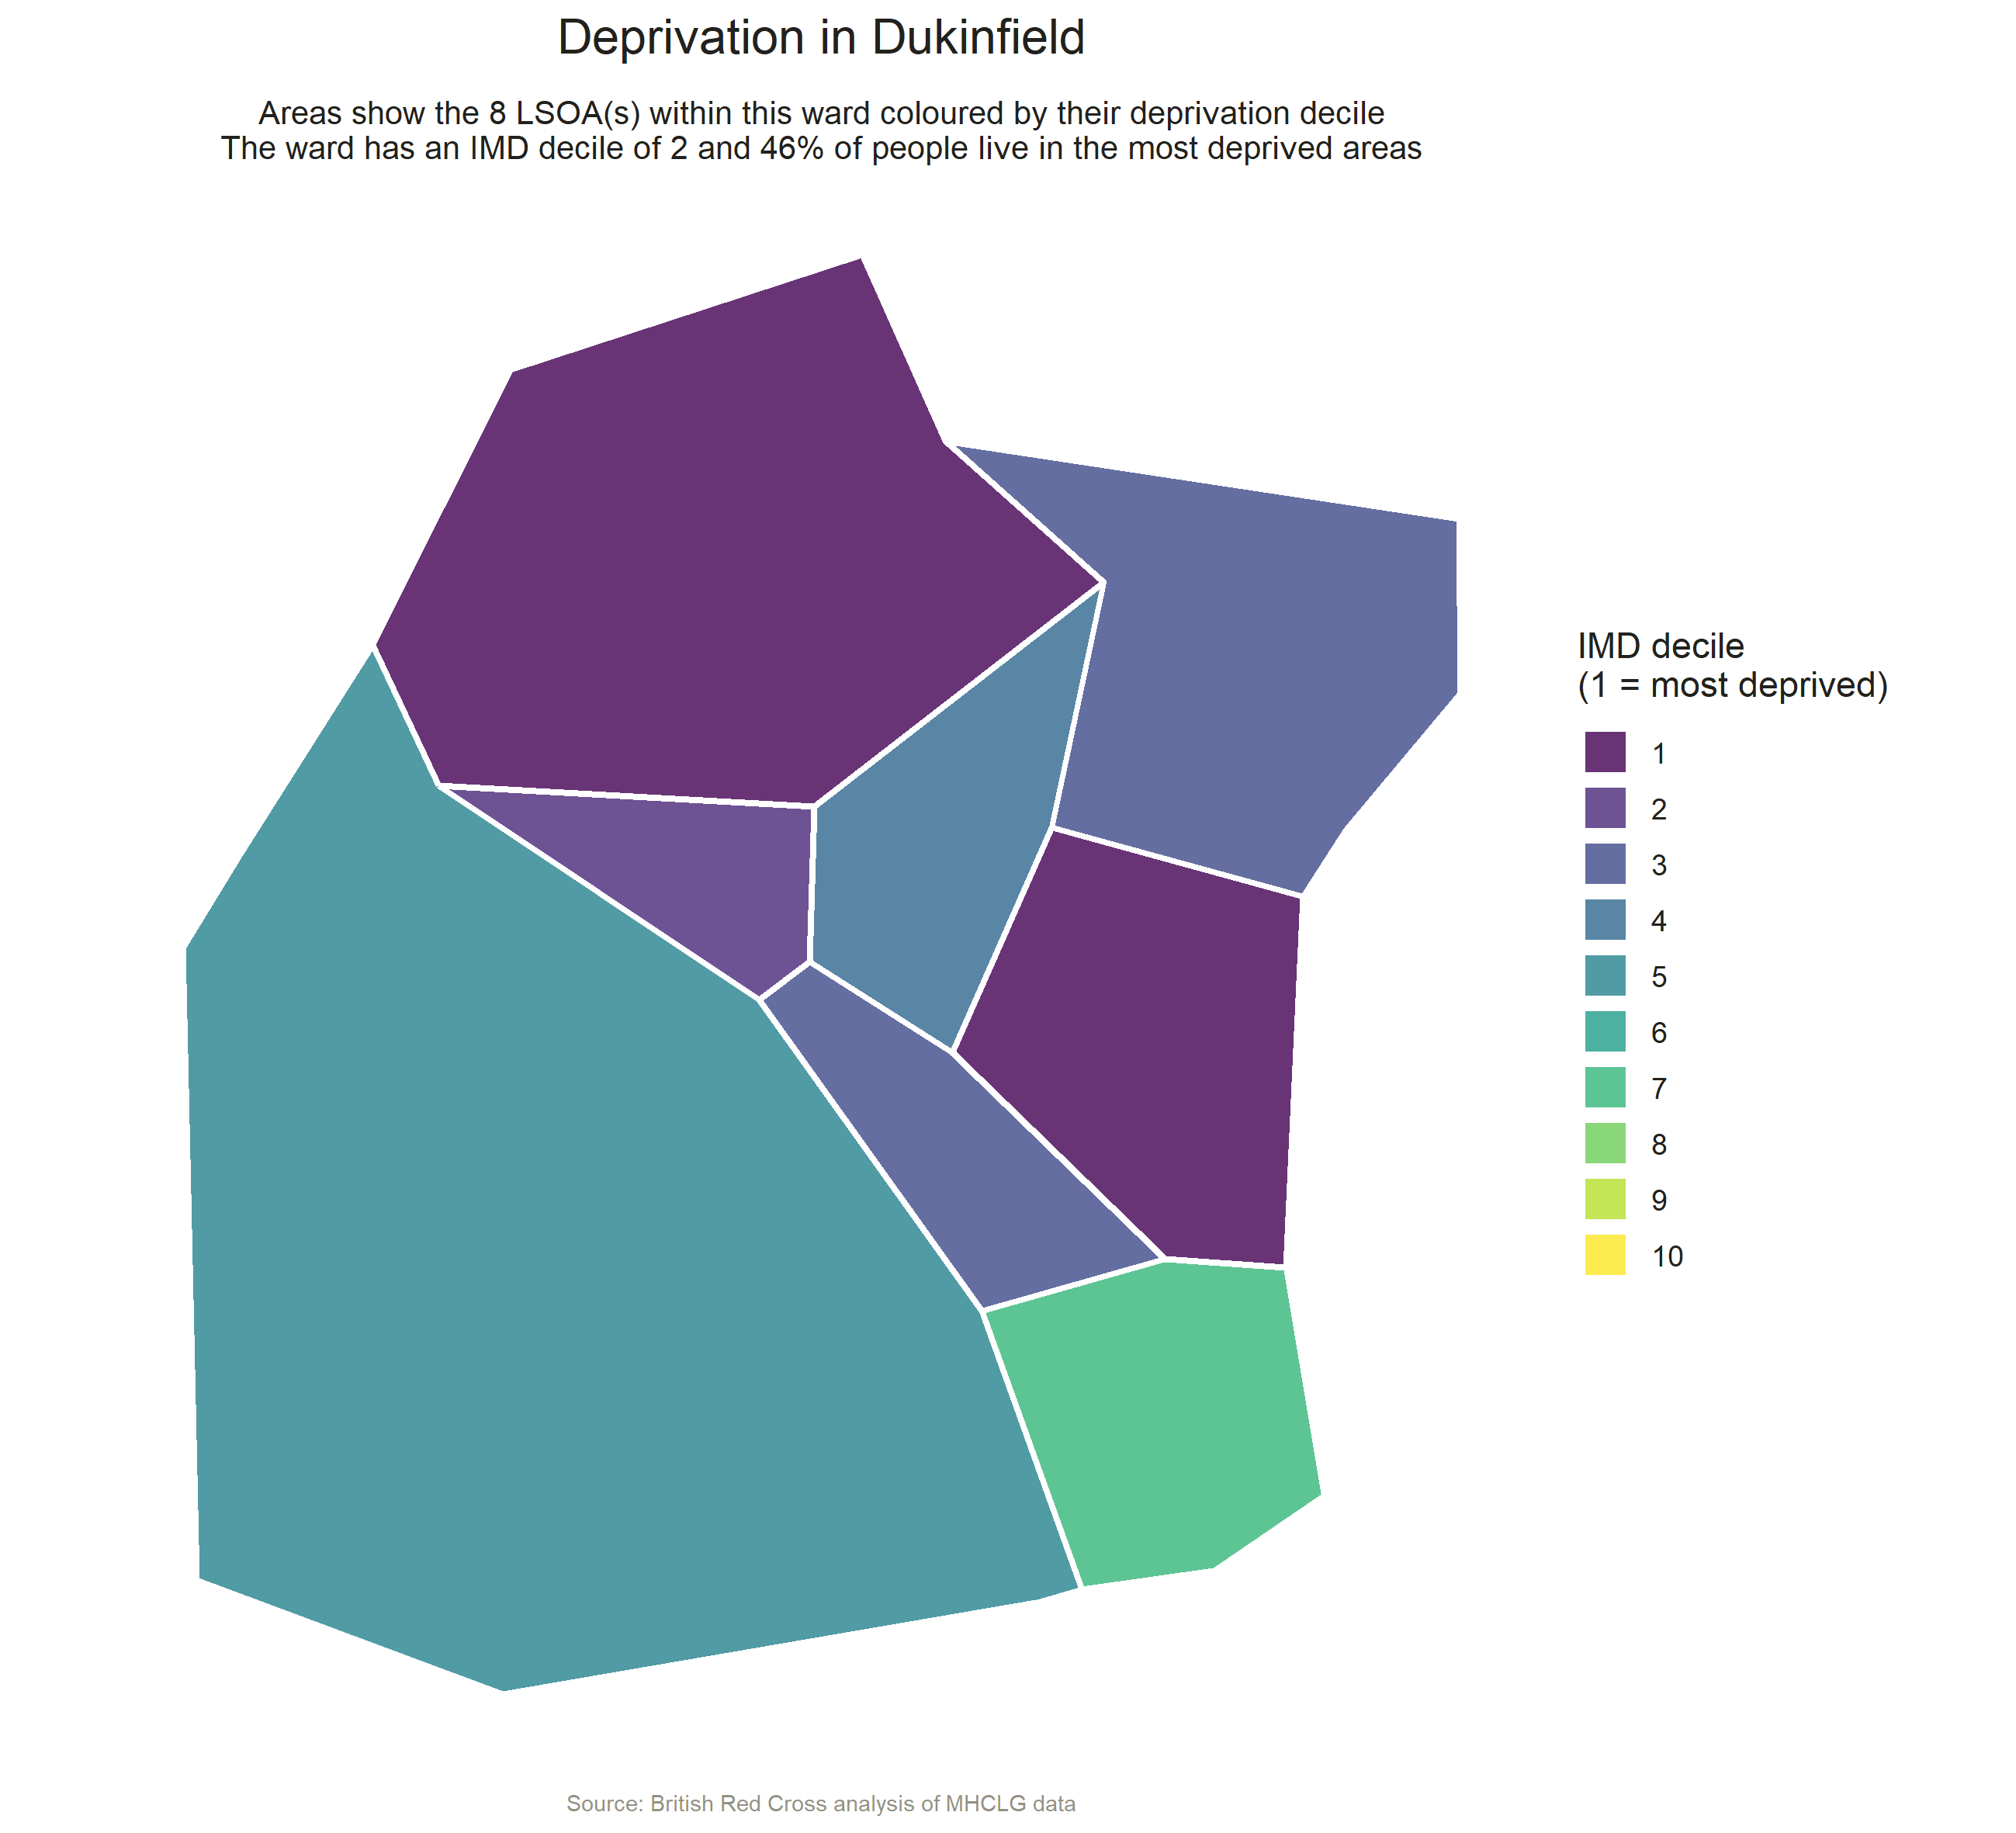 Deprivation in Dukinfield
Areas show the 8 LSOA(s) within this ward coloured by their deprivation decile
The ward has an IMD decile of 2 and 46% of people live in the most deprived areas
IMD decile
(1 = most deprived)
1
2
3
4
5
6
7
8
9
10
Source: British Red Cross analysis of MHCLG data